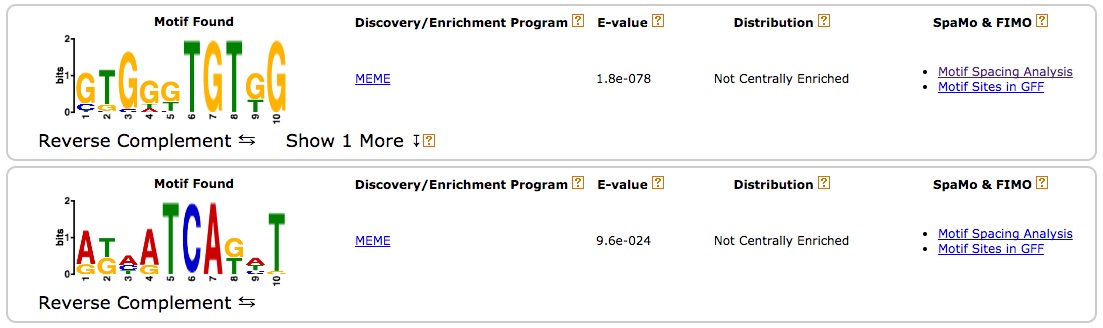 Motif Found Discovery/Enrichment Program ? E-value ? Distribution ? SpaMo & FIMO ?
2
bits
1
0
GTGGGTGTGG
1 2 3 4 5 6 7 8 9 10
MEME 1.8e-078 Not Centrally Enriched
• Motif Spacing Analysis
• Motif Sites in GFF
Reverse Complement ⇆ Show 1 More ↧ ?
Motif Found Discovery/Enrichment Program ? E-value ? Distribution ? SpaMo & FIMO ?
2
bits
1
0
ATAATCAGAT
1 2 3 4 5 6 7 8 9 10
MEME 9.6e-024 Not Centrally Enriched
• Motif Spacing Analysis
• Motif Sites in GFF
Reverse Complement ⇆